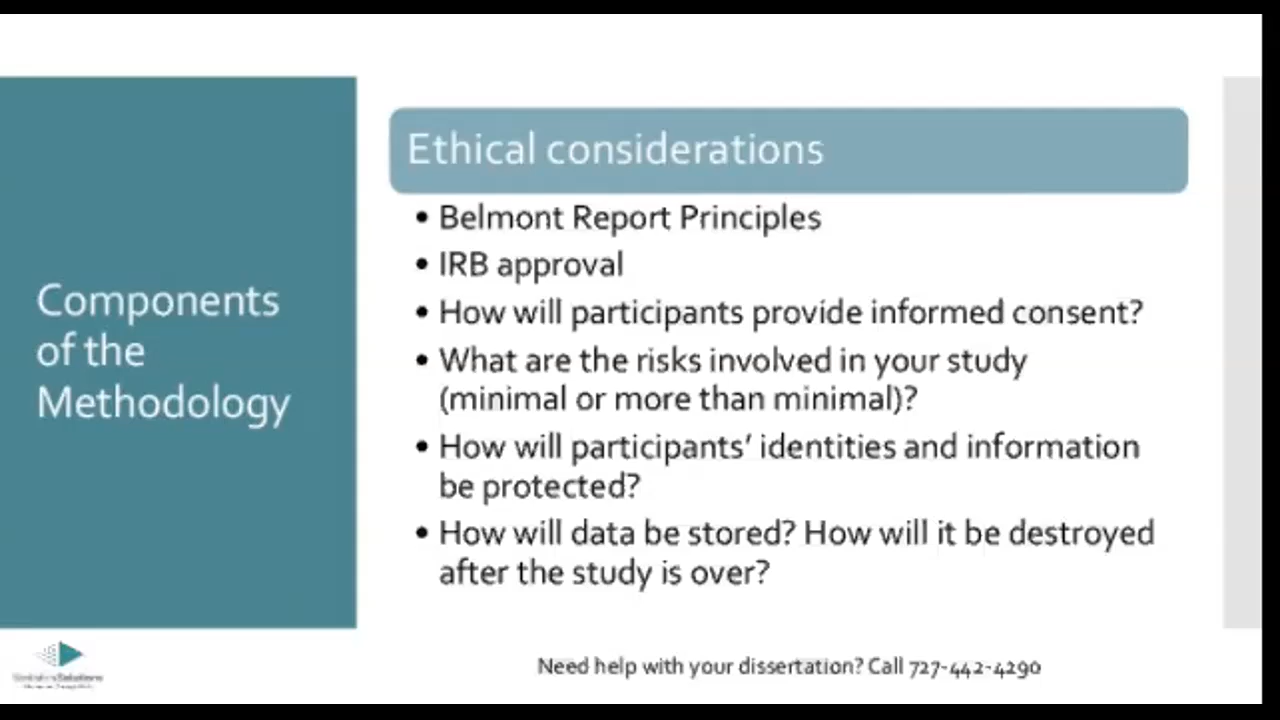 Components
of the
Methodology
Ethical considerations
• Belmont Report Principles
• IRB approval
• How will participants provide informed consent?
• What are the risks involved in your study
(minimal or more than minimal)?
• How will participants’ identities and information
be protected?
• How will data be stored? How will it be destroyed
after the study is over?
Need help with your dissertation? Call 727-442-4290